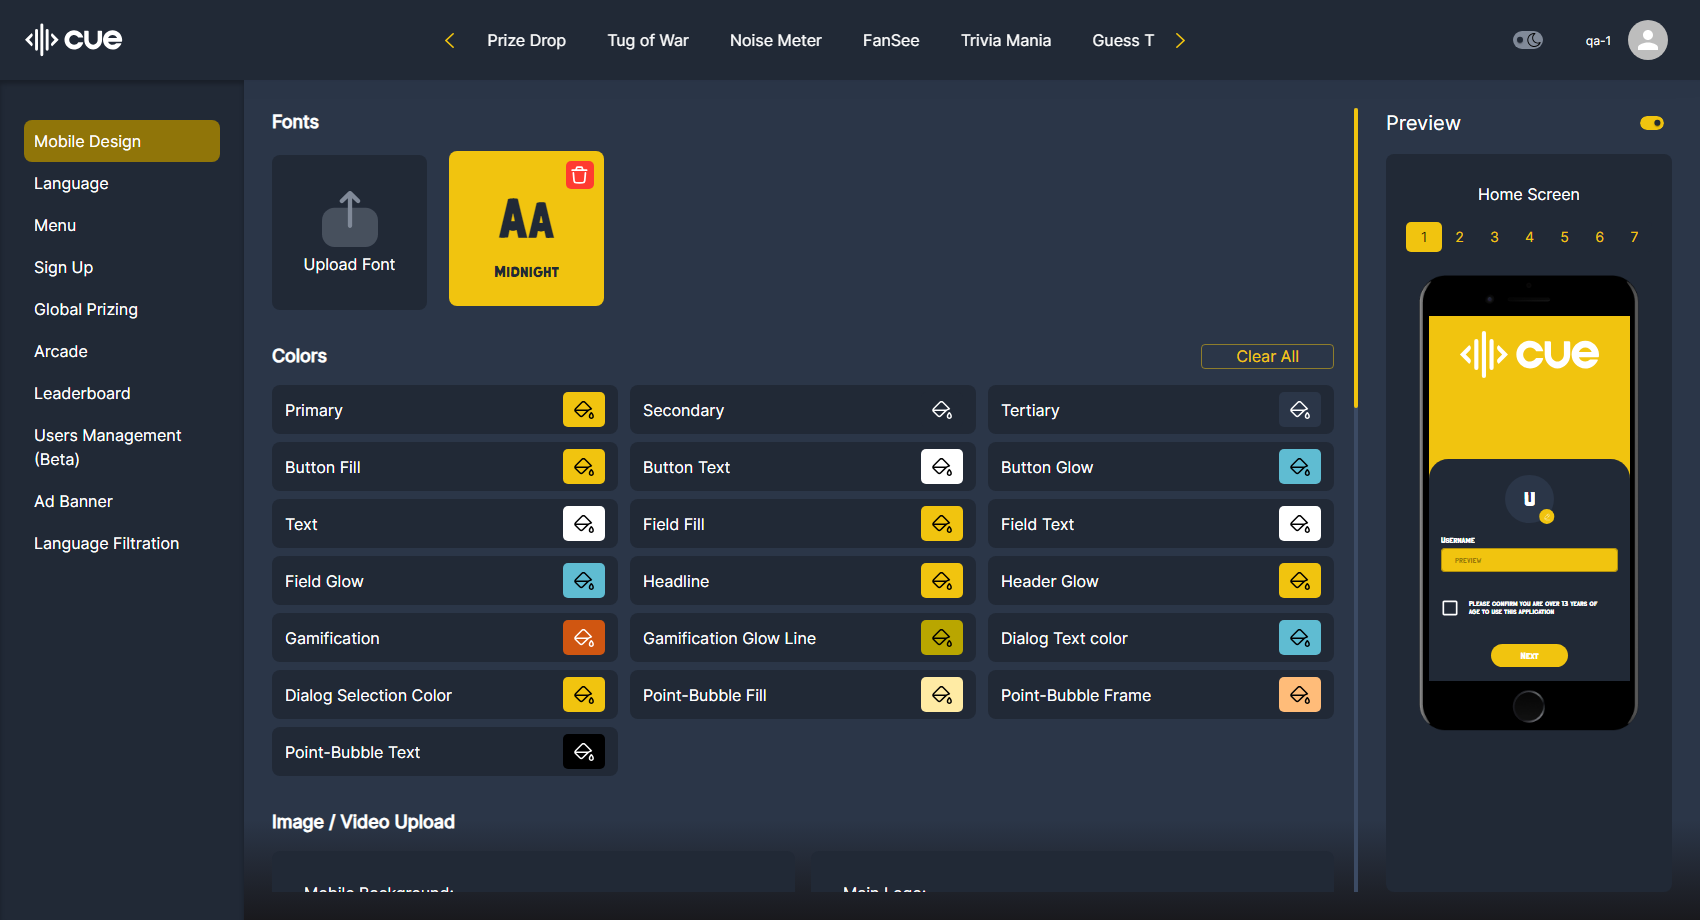 cue
Prize Drop Tug of War Noise Meter FanSee Trivia Mania Guess T
qa-1
Mobile Design
Language
Menu
Sign Up
Global Prizing
Arcade
Leaderboard
Users Management
(Beta)
Ad Banner
Language Filtration
Fonts
Upload Font
AA
MIDNIGHT
Colors
Clear All
Primary Secondary Tertiary
Button Fill Button Text Button Glow
Text Field Fill Field Text
Field Glow Headline Header Glow
Gamification Gamification Glow Line Dialog Text color
Dialog Selection Color Point-Bubble Fill Point-Bubble Frame
Point-Bubble Text
Image / Video Upload
Mobile Background: Main Logo:
Preview
Home Screen
1 2 3 4 5 6 7
cue
U
USERNAME
PREVIEW
PLEASE CONFIRM YOU ARE OVER 13 YEARS OF
AGE TO USE THIS APPLICATION
NEXT